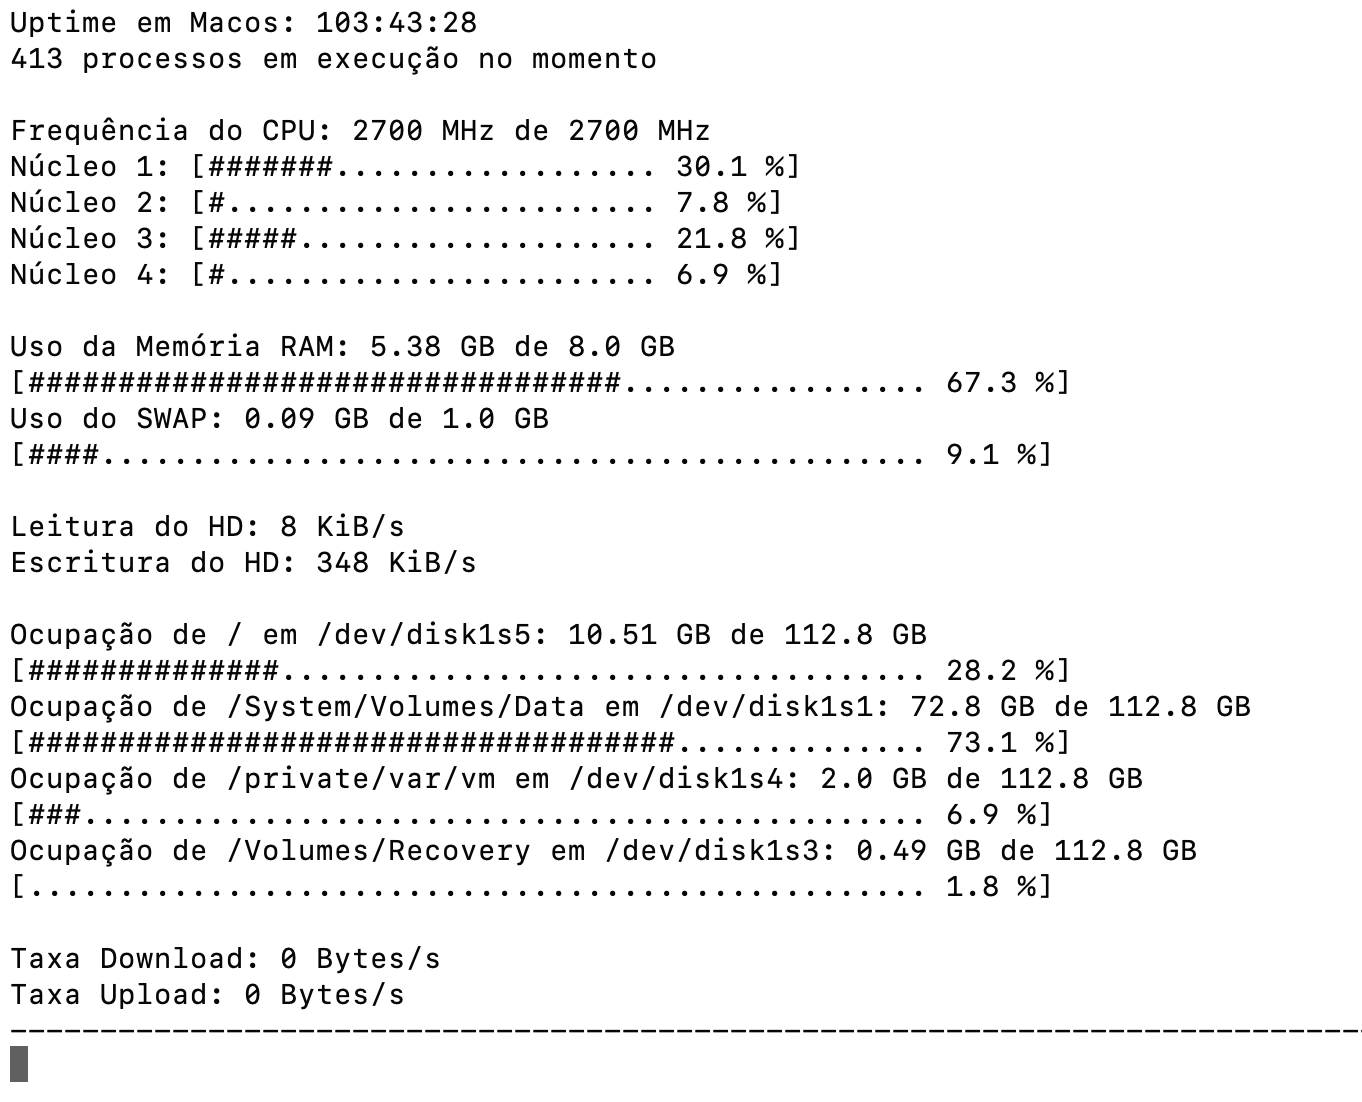 Uptime em Macos: 103:43:28
413 processos em execução no momento

Frequência do CPU: 2700 MHz de 2700 MHz
Núcleo 1: [#######.................. 30.1 %]
Núcleo 2: [#........................ 7.8 %]
Núcleo 3: [#####.................... 21.8 %]
Núcleo 4: [#........................ 6.9 %]

Uso da Memória RAM: 5.38 GB de 8.0 GB
[#################################................. 67.3 %]
Uso do SWAP: 0.09 GB de 1.0 GB
[####.............................................. 9.1 %]

Leitura do HD: 8 KiB/s
Escritura do HD: 348 KiB/s

Ocupação de / em /dev/disk1s5: 10.51 GB de 112.8 GB
[##############.................................... 28.2 %]
Ocupação de /System/Volumes/Data em /dev/disk1s1: 72.8 GB de 112.8 GB
[####################################.............. 73.1 %]
Ocupação de /private/var/vm em /dev/disk1s4: 2.0 GB de 112.8 GB
[###............................................... 6.9 %]
Ocupação de /Volumes/Recovery em /dev/disk1s3: 0.49 GB de 112.8 GB
[.................................................. 1.8 %]

Taxa Download: 0 Bytes/s
Taxa Upload: 0 Bytes/s
----------------------------------------------------------------------------